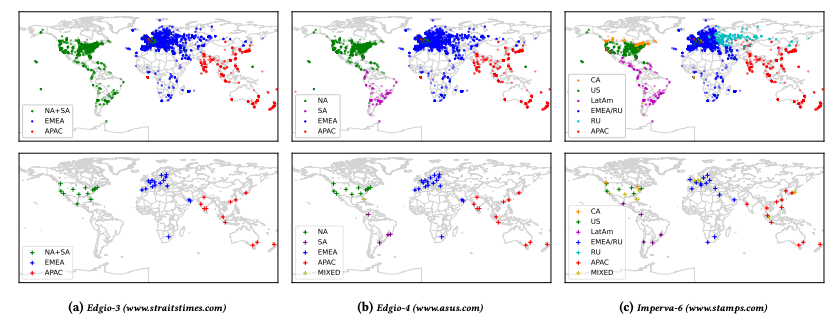 NA+SA
EMEA
APAC
NA
SA
EMEA
APAC
CA
US
LatAm
EMEA/RU
RU
APAC
NA+SA
EMEA
APAC
NA
SA
EMEA
APAC
MIXED
CA
US
LatAm
EMEA/RU
RU
APAC
MIXED
(a) Edgio-3 (www.straitstimes.com)
(b) Edgio-4 (www.asus.com)
(c) Imperva-6 (www.stamps.com)